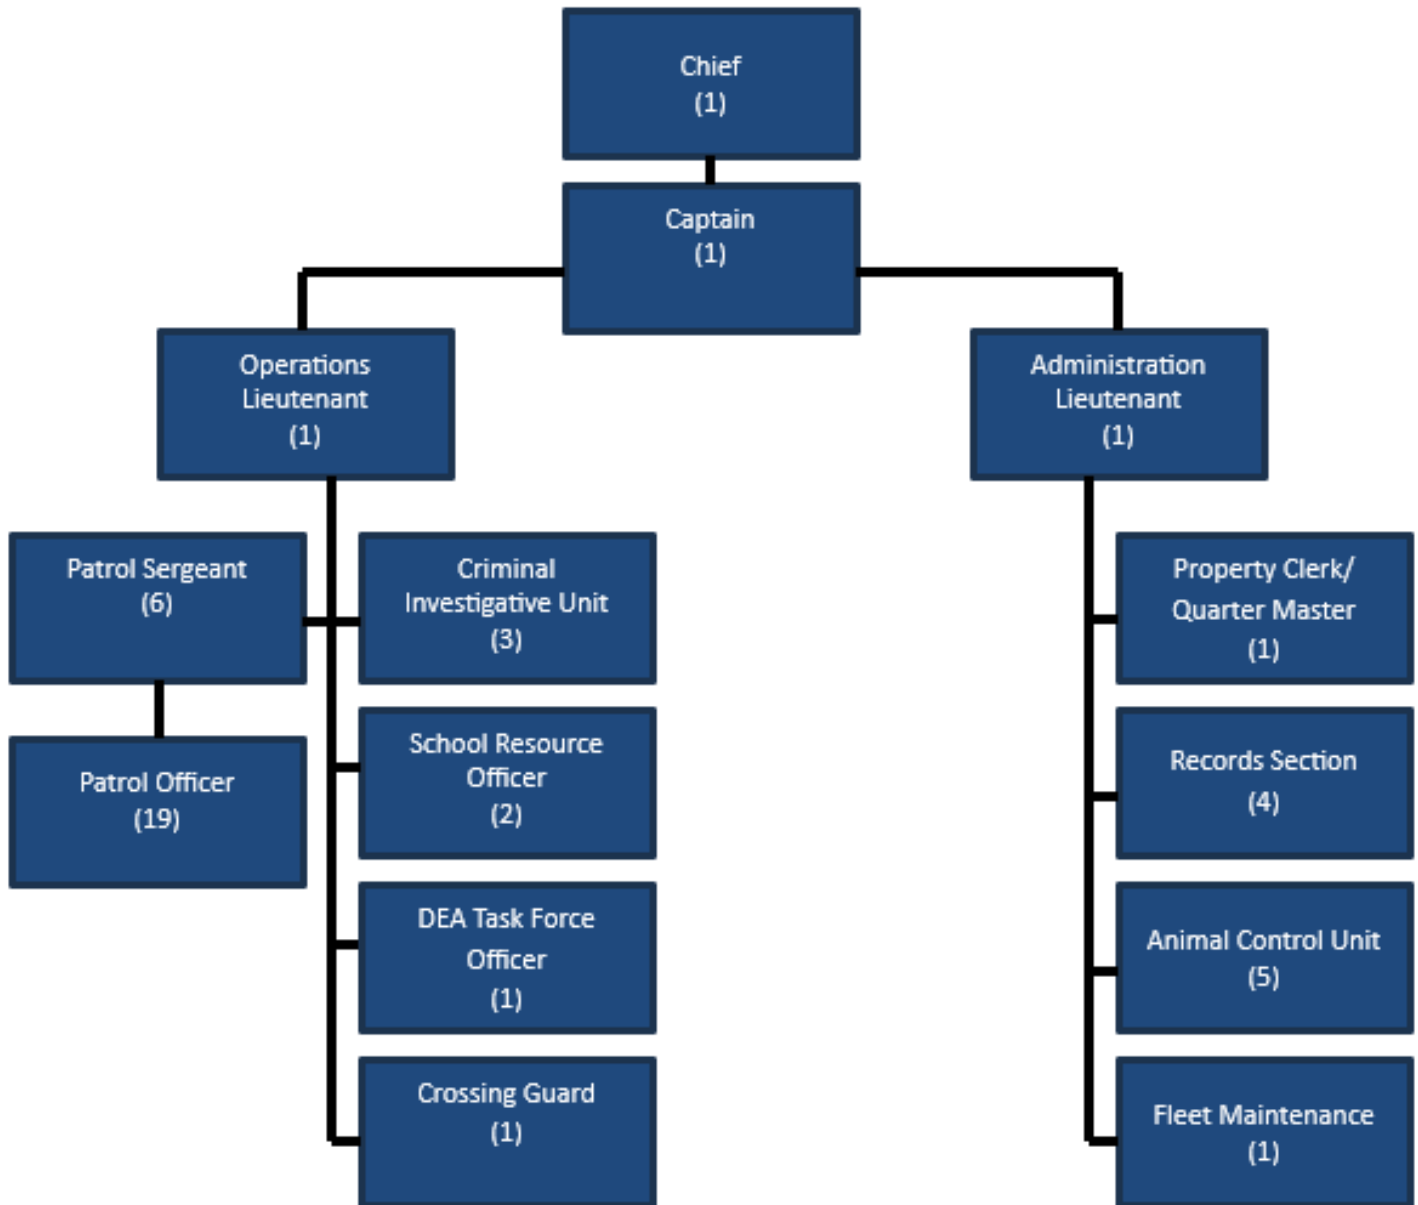 Chief
(1)
Captain
(1)
Operations
Lieutenant
(1)
Administration
Lieutenant
(1)
Patrol Sergeant
(6)
Patrol Officer
(19)
Criminal
Investigative Unit
(3)
School Resource
Officer
(2)
DEA Task Force
Officer
(1)
Crossing Guard
(1)
Property Clerk/
Quarter Master
(1)
Records Section
(4)
Animal Control Unit
(5)
Fleet Maintenance
(1)